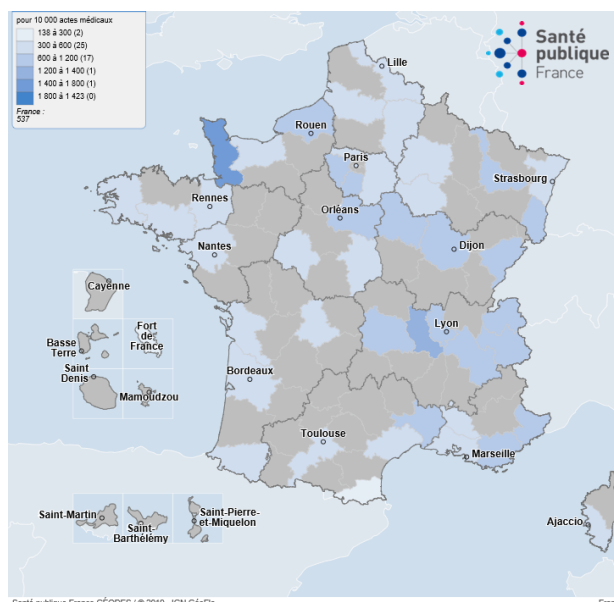 pour 10 000 actes médicaux
138 à 300 (2)
300 à 600 (25)
600 à 1 200 (17)
1 200 à 1 400 (1)
1 400 à 1 800 (1)
1 800 à 1 423 (0)
France :
537
Santé
publique
France
Lille
Rouen
Paris
Strasbourg
Rennes
Orléans
Dijon
Nantes
Cayenne
Lyon
Fort
de
France
Basse
Terre
Saint
Denis
Mamoudzou
Bordeaux
Toulouse
Marseille
Saint-Martin
Saint-
Barthélémy
Saint-Pierre
et-Miquelon
Ajaccio